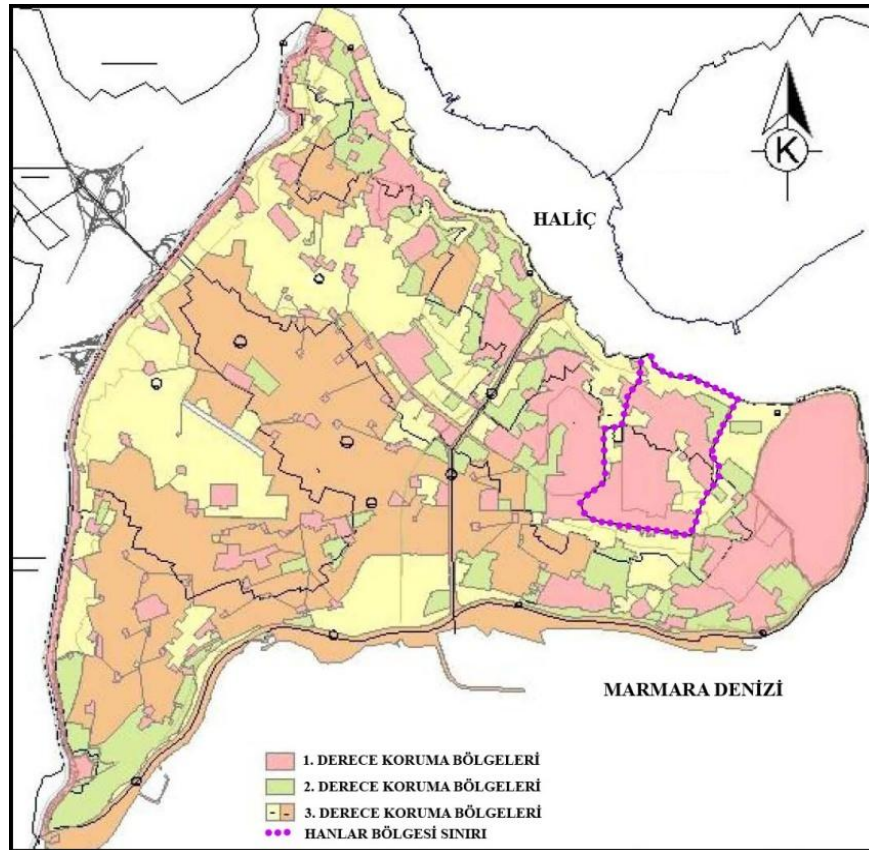 K
HALİÇ
MARMARA DENİZİ
1. DERECE KORUMA BÖLGELERİ
2. DERECE KORUMA BÖLGELERİ
3. DERECE KORUMA BÖLGELERİ
HANLAR BÖLGESİ SINIRI